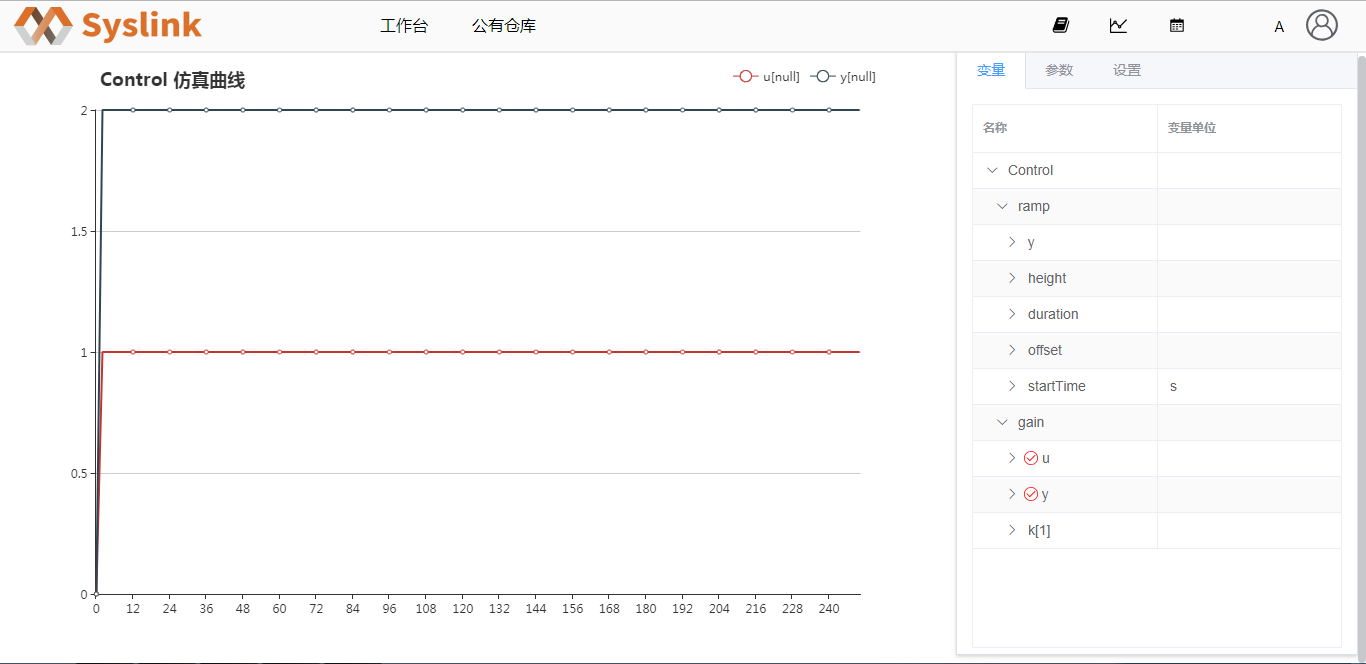 Syslink
工作台 公有仓库 A
Control 仿真曲线
u[null] y[null]
2
1.5
1
0.5
0
0 12 24 36 48 60 72 84 96 108 120 132 144 156 168 180 192 204 216 228 240
变量 参数 设置
名称 变量单位
Control
ramp
y
height
duration
offset
startTime s
gain
u
y
k[1]